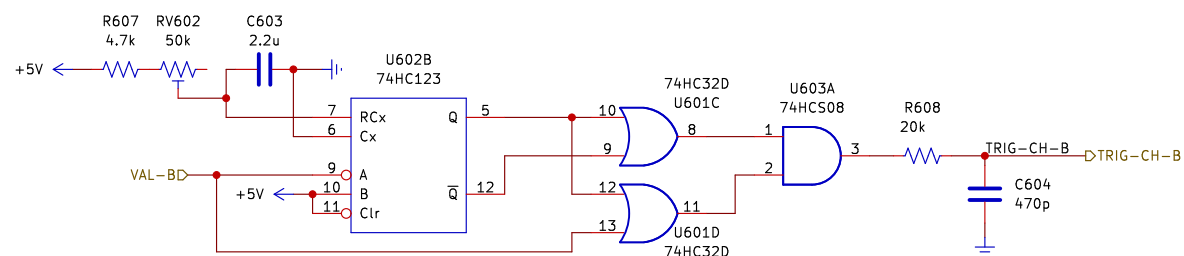 R607
4.7k
RV602
50k
C603
2.2u
+5V
U602B
74HC123
7
RCx
6
Cx
9
A
10
B
11
Clr
Q
5
Q
12
VAL-B
+5V
74HC32D
U601C
10
9
8
12
13
11
U601D
74HC32D
U603A
74HCS08
1
2
3
R608
20k
TRIG-CH-B
TRIG-CH-B
C604
470p